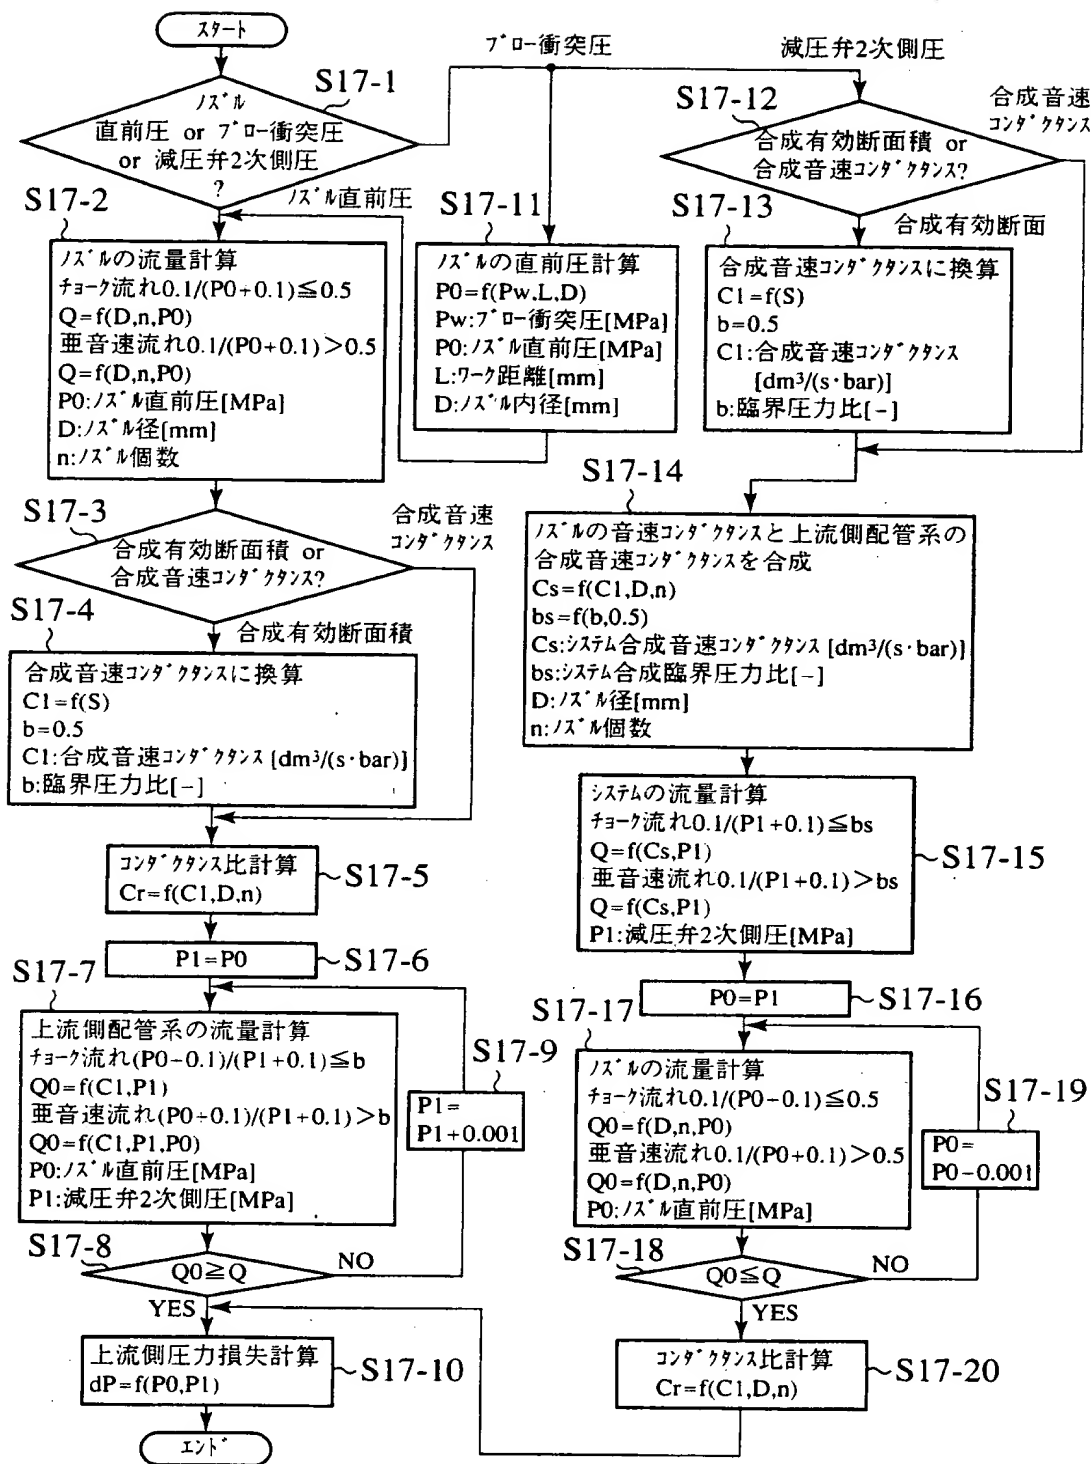 スタート
ブロー衝突圧
減圧弁2次側圧
S17-1
ノズル
直前圧 or ブロー衝突圧
or 減圧弁2次側圧
?
ノズル直前圧
S17-12
合成有効断面積 or
合成音速コンダクタンス?
合成音速
コンダクタンス
合成有効断面
S17-2
ノズルの流量計算
チョーク流れ0.1/(P0+0.1)≦0.5
Q=f(D,n,P0)
亜音速流れ0.1/(P0+0.1)>0.5
Q=f(D,n,P0)
P0:ノズル直前圧[MPa]
D:ノズル径[mm]
n:ノズル個数
S17-11
ノズルの直前圧計算
P0=f(Pw,L,D)
Pw:ブロー衝突圧[MPa]
P0:ノズル直前圧[MPa]
L:ワーク距離[mm]
D:ノズル内径[mm]
S17-13
合成音速コンダクタンスに換算
C1=f(S)
b=0.5
C1:合成音速コンダクタンス
[dm³/(s·bar)]
b:臨界圧力比[-]
S17-3
合成有効断面積 or
合成音速コンダクタンス?
合成音速
コンダクタンス
合成有効断面積
S17-4
合成音速コンダクタンスに換算
C1=f(S)
b=0.5
C1:合成音速コンダクタンス[dm³/(s·bar)]
b:臨界圧力比[-]
コンダクタンス比計算
Cr=f(C1,D,n)
S17-5
P1=P0
S17-6
S17-7
上流側配管系の流量計算
チョーク流れ(P0-0.1)/(P1+0.1)≦b
Q0=f(C1,P1)
亜音速流れ(P0+0.1)/(P1+0.1)>b
Q0=f(C1,P1,P0)
P0:ノズル直前圧[MPa]
P1:減圧弁2次側圧[MPa]
S17-9
P1=
P1+0.001
S17-8
Q0≧Q
NO
YES
上流側圧力損失計算
dP=f(P0,P1)
S17-10
エンド
S17-14
ノズルの音速コンダクタンスと上流側配管系の
合成音速コンダクタンスを合成
Cs=f(C1,D,n)
bs=f(b,0.5)
Cs:システム合成音速コンダクタンス[dm³/(s·bar)]
bs:システム合成臨界圧力比[-]
D:ノズル径[mm]
n:ノズル個数
システムの流量計算
チョーク流れ0.1/(P1+0.1)≦bs
Q=f(Cs,P1)
亜音速流れ0.1/(P1+0.1)>bs
Q=f(Cs,P1)
P1:減圧弁2次側圧[MPa]
S17-15
P0=P1
S17-16
S17-17
ノズルの流量計算
チョーク流れ0.1/(P0-0.1)≦0.5
Q0=f(D,n,P0)
亜音速流れ0.1/(P0+0.1)>0.5
Q0=f(D,n,P0)
P0:ノズル直前圧[MPa]
S17-19
P0=
P0-0.001
S17-18
Q0≦Q
NO
YES
コンダクタンス比計算
Cr=f(C1,D,n)
S17-20